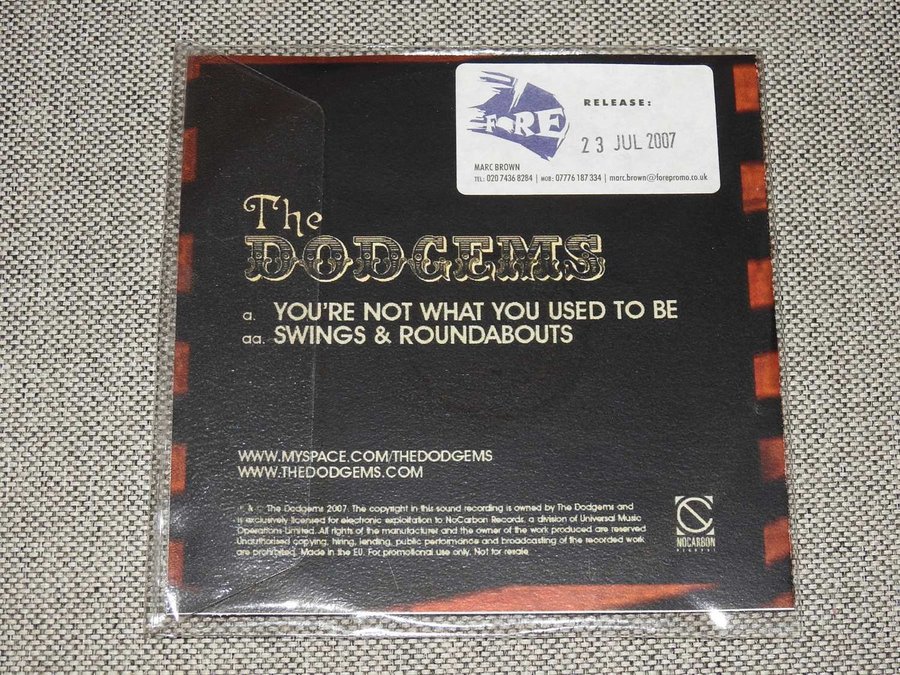 FORE
RELEASE:
23 JUL 2007
MARC BROWN
TEL: 020 7436 8284 | MOB: 07776 187 334 | marc.brown@forepromo.co.uk
The
DODGEMS
a. YOU'RE NOT WHAT YOU USED TO BE
aa. SWINGS & ROUNDABOUTS
WWW.MYSPACE.COM/THEDODGEMS
WWW.THEDODGEMS.COM
℗ & © The Dodgems 2007. The copyright in this sound recording is owned by The Dodgems and
is exclusively licensed for electronic exploitation to NoCarbon Records, a division of Universal Music
Operations Limited. All rights of the manufacturer and the owner of the work produced are reserved
Unauthorised copying, hiring, lending, public performance and broadcasting of the recorded work
are prohibited. Made in the EU. For promotional use only. Not for resale
NOCARBON
RECORDS